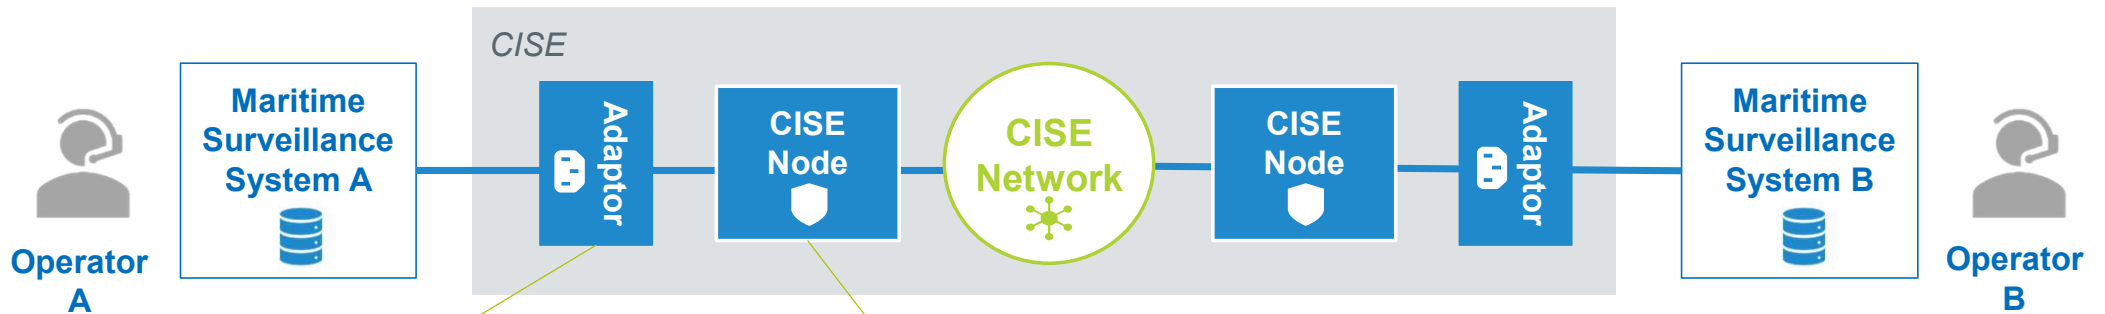 CISE
Operator
A
Maritime
Surveillance
System A
Adaptor
CISE
Node
CISE
Network
CISE
Node
Adaptor
Maritime
Surveillance
System B
Operator
B